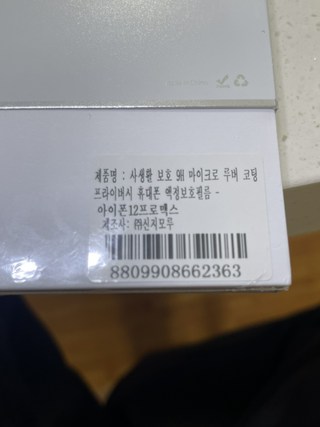 제품명 : 사생활 보호 9H 마이크로 루버 코팅
프라이버시 휴대폰 액정보호필름 -
아이폰12프로맥스
제조사: ㈜신지모루
8809908662363